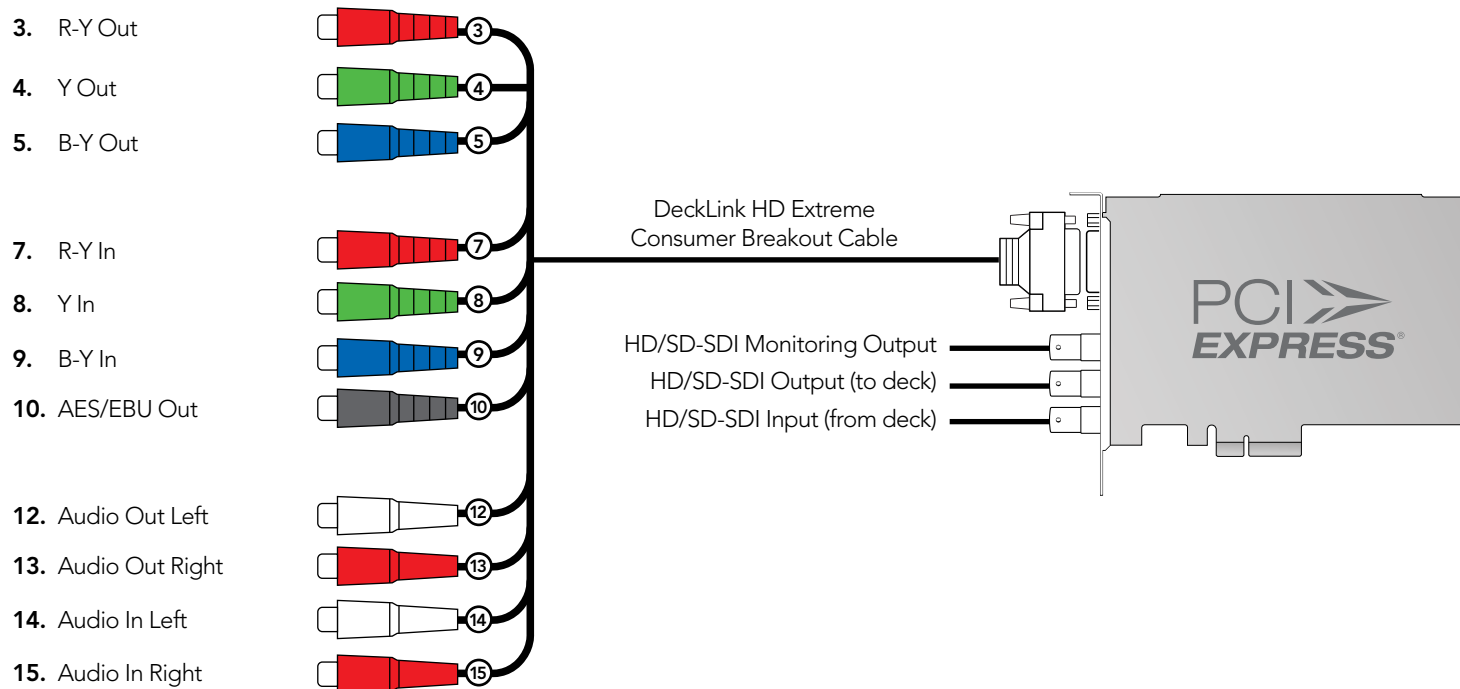 3. R-Y Out
4. Y Out
5. B-Y Out
7. R-Y In
8. Y In
9. B-Y In
10. AES/EBU Out
12. Audio Out Left
13. Audio Out Right
14. Audio In Left
15. Audio In Right
3
4
5
7
8
9
10
12
13
14
15
DeckLink HD Extreme
Consumer Breakout Cable
HD/SD-SDI Monitoring Output
HD/SD-SDI Output (to deck)
HD/SD-SDI Input (from deck)
PCI
EXPRESS®